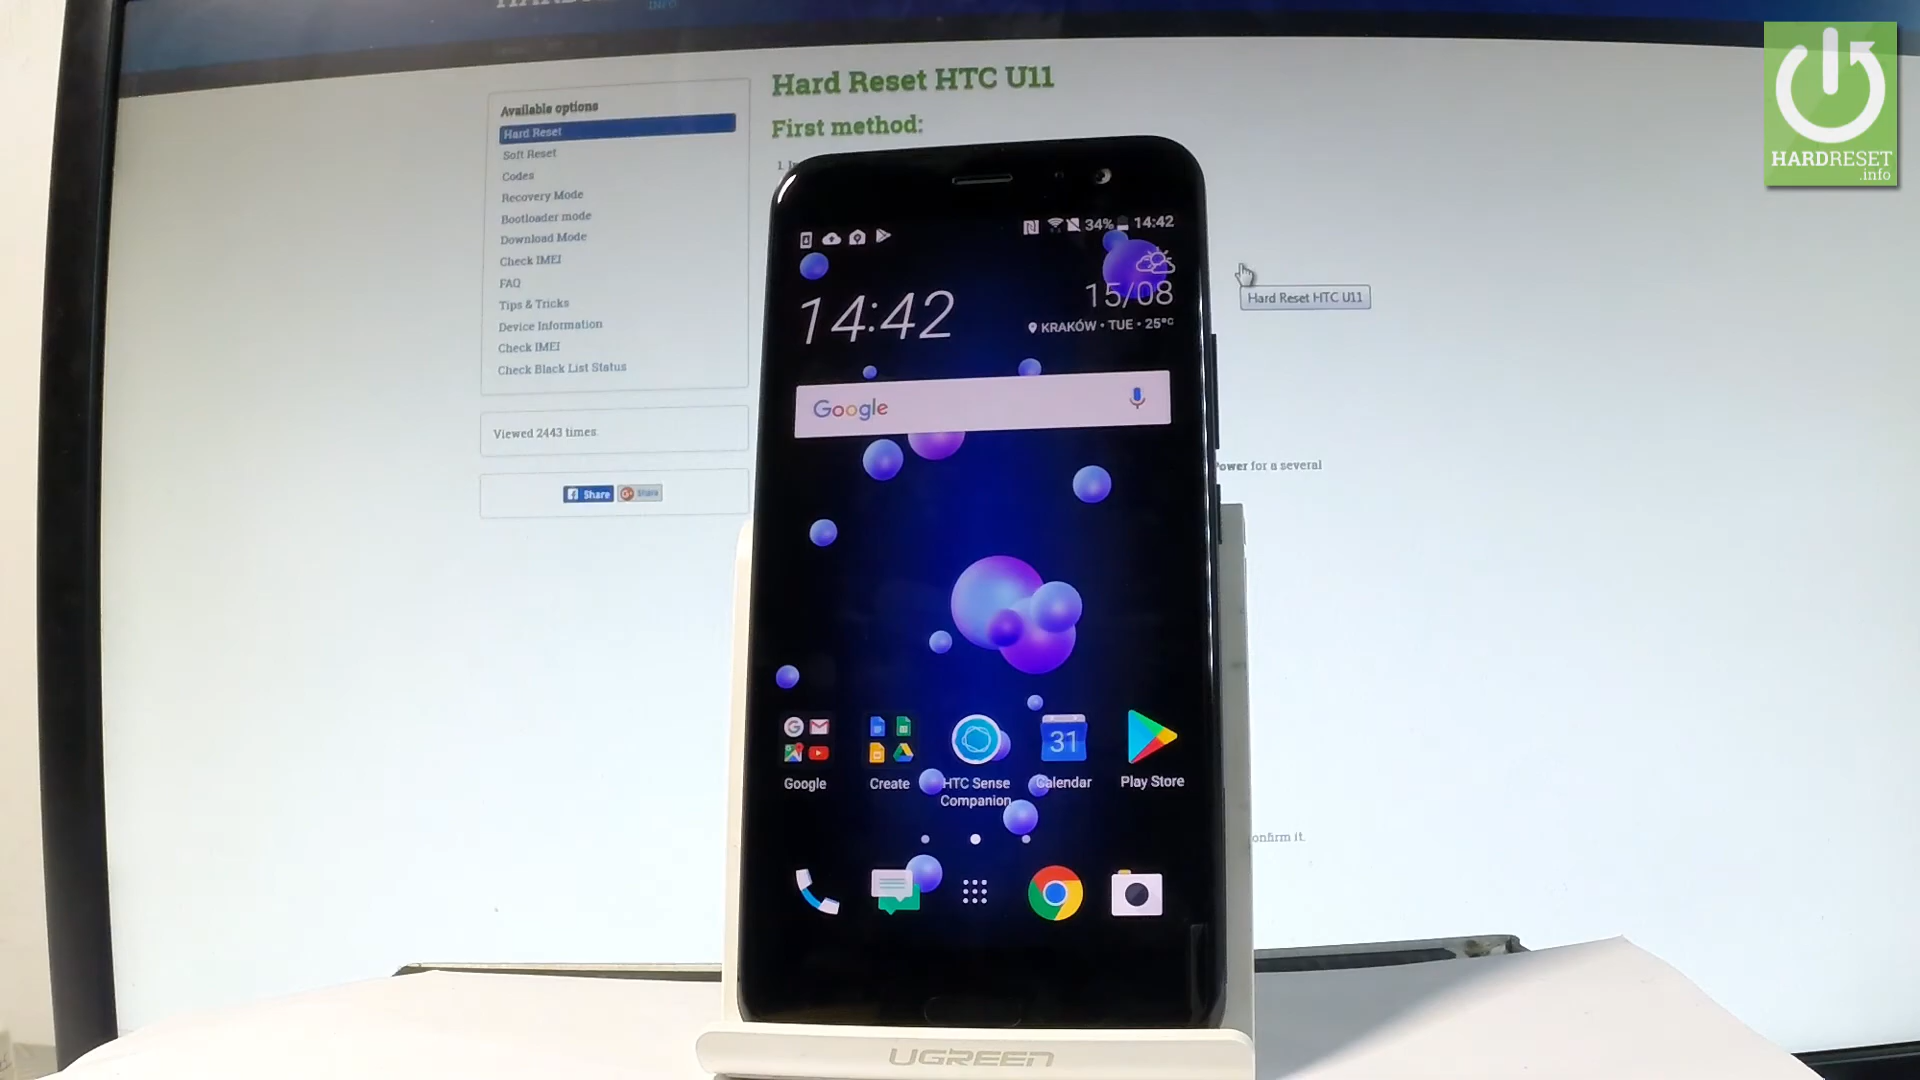 INFO
Hard Reset HTC U11
First method:
Available options
Hard Reset
Soft Reset
Codes
Recovery Mode
Bootloader mode
Download Mode
Check IMEI
FAQ
Tips & Tricks
Device Information
Check IMEI
Check Black List Status
Viewed 2443 times.
Share
Share
HARDRESET
.info
34% 14:42
14:42
15/08
KRAKÓW • TUE • 25°C
Google
Hard Reset HTC U11
Power for a several
31
Google
Create
HTC Sense
Companion
Calendar
Play Store
onfirm it.
UGREEN